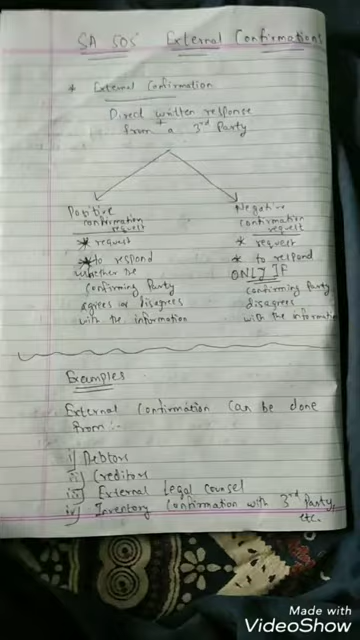 SA 505 External Confirmations
* External Confirmation
Direct written response
from a 3rd Party
Positive
confirmation
request
* request
* to respond
whether the
confirming Party
agrees or disagrees
with the information
Negative
confirmation
request
* request
* to respond
ONLY IF
confirming Party
disagrees
with the information
Examples
External Confirmation can be done
from :-
i) Debtors
ii) Creditors
iii) External Legal Counsel
iv) Inventory Confirmation with 3rd Party,
etc.
Made with
VideoShow